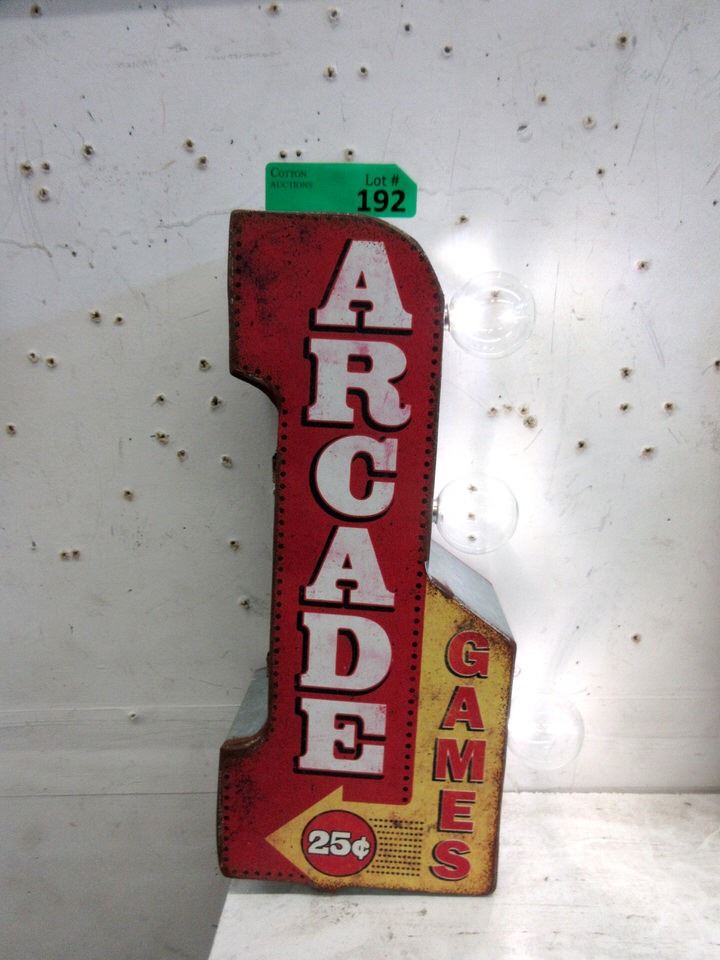 COTTON
AUCTIONS
Lot #
192
ARCADE
GAMES
25¢